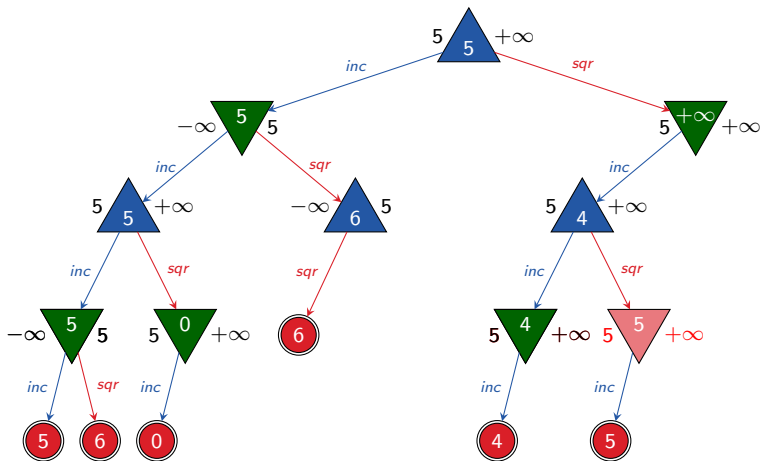 5 5 +∞
inc sqr
−∞ 5 5
5 +∞ +∞
inc sqr inc
5 5 +∞
−∞ 6 5
5 4 +∞
inc sqr sqr inc sqr
−∞ 5 5
5 0 +∞
6
5 4 +∞
5 5 +∞
inc sqr inc inc inc
5 6 0 4 5